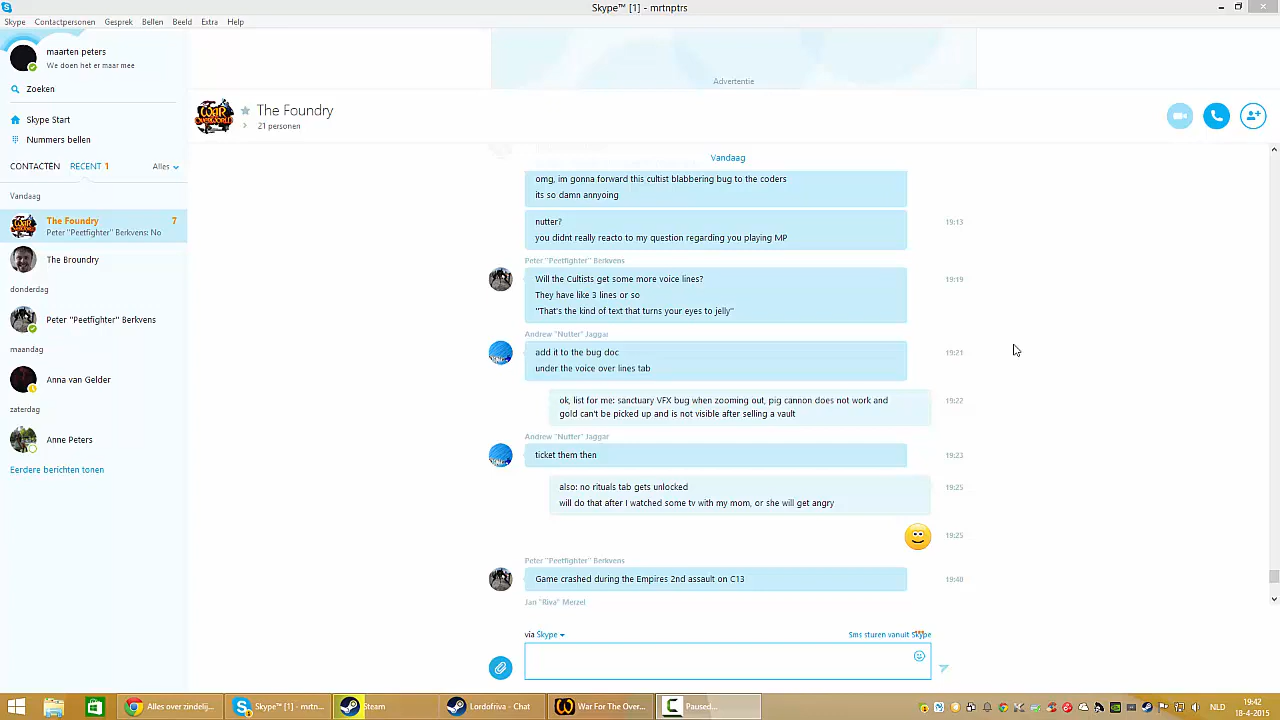 Skype™ [1] - mrtnptrs
Skype Contactpersonen Gesprek Bellen Beeld Extra Help
maarten peters
We doen het er maar mee
Zoeken
Skype Start
Nummers bellen
CONTACTEN RECENT 1 Alles
Vandaag
The Foundry 7
Peter "Peetfighter" Berkvens: No
The Broundry
donderdag
Peter "Peetfighter" Berkvens
maandag
Anna van Gelder
zaterdag
Anne Peters
Eerdere berichten tonen
Advertentie
WAR
OVERWORLD
The Foundry
21 personen
Vandaag
omg, im gonna forward this cultist blabbering bug to the coders
its so damn annyoing
nutter? 19:13
you didnt really reacto to my question regarding you playing MP
Peter "Peetfighter" Berkvens
Will the Cultists get some more voice lines? 19:19
They have like 3 lines or so
"That's the kind of text that turns your eyes to jelly"
Andrew "Nutter" Jaggar
add it to the bug doc 19:21
under the voice over lines tab
ok, list for me: sanctuary VFX bug when zooming out, pig cannon does not work and 19:22
gold can't be picked up and is not visible after selling a vault
Andrew "Nutter" Jaggar
ticket them then 19:23
also: no rituals tab gets unlocked 19:25
will do that after I watched some tv with my mom, or she will get angry
19:25
Peter "Peetfighter" Berkvens
Game crashed during the Empires 2nd assault on C13 19:40
Jan "Riva" Merzel
via Skype Sms sturen vanuit Skype
Alles over zindelij... Skype™ [1] - mrtn... Steam Lordofriva - Chat War For The Over... Paused... NLD 19:42
18-4-2015